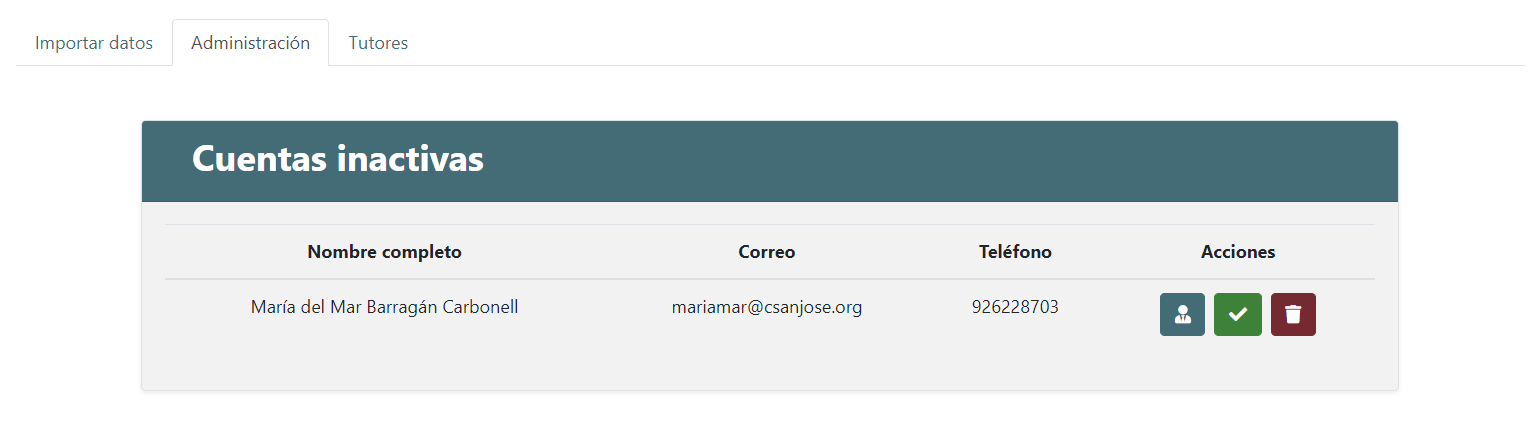 Importar datos Administración Tutores
Cuentas inactivas
Nombre completo Correo Teléfono Acciones
María del Mar Barragán Carbonell mariamar@csanjose.org 926228703